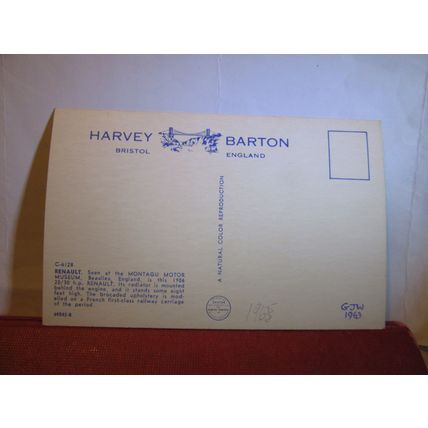 HARVEY BARTON
BRISTOL ENGLAND
A NATURAL COLOR REPRODUCTION
C-6128
RENAULT. Seen at the MONTAGU MOTOR
MUSEUM, Beaulieu, England, is this 1906
20/30 h.p. RENAULT. Its radiator is mounted
behind the engine, and it stands some eight
feet high. The brocaded upholstery is mod-
elled on a French first-class railway carriage
of the period.
GJW
1963